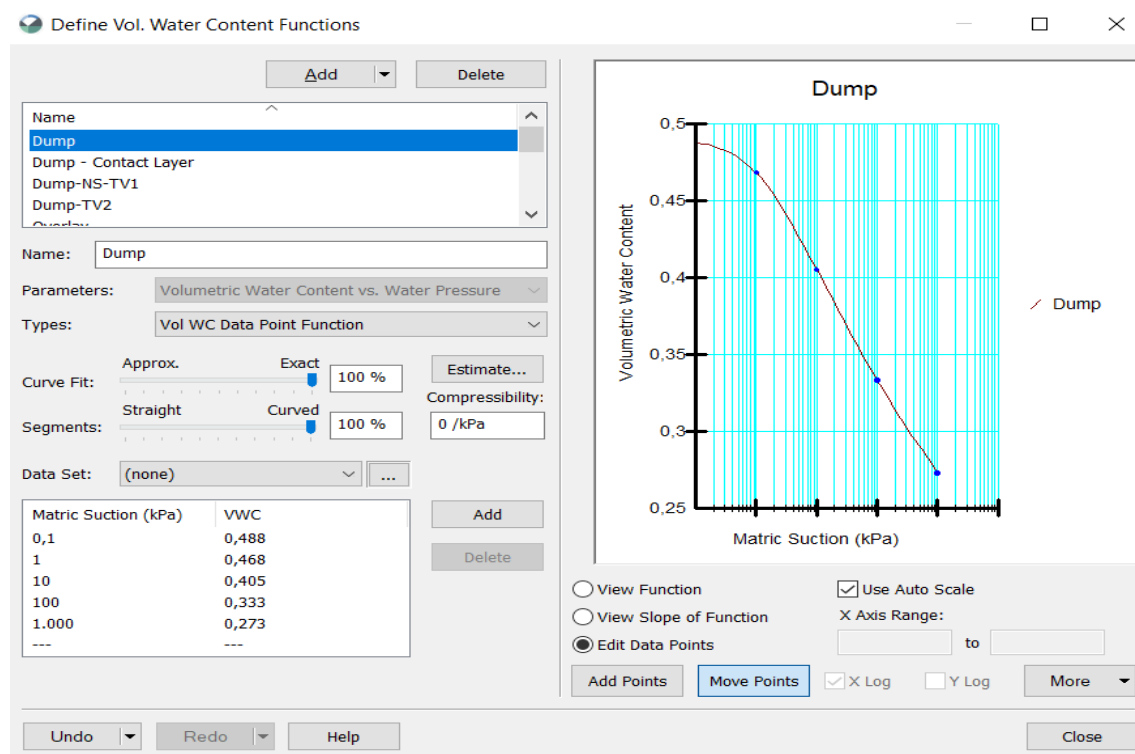 Define Vol. Water Content Functions
Add
Delete
Name
Dump
Dump - Contact Layer
Dump-NS-TV1
Dump-TV2
Name:
Dump
Parameters:
Volumetric Water Content vs. Water Pressure
Types:
Vol WC Data Point Function
Curve Fit:
Approx.
Exact
100 %
Estimate...
Segments:
Straight
Curved
100 %
Compressibility:
0 /kPa
Data Set:
(none)
...
Matric Suction (kPa) VWC
0,1 0,488
1 0,468
10 0,405
100 0,333
1.000 0,273
--- ---
Add
Delete
Dump
0,5
0,45
0,4
0,35
0,3
0,25
Volumetric Water Content
Matric Suction (kPa)
Dump
View Function
View Slope of Function
Edit Data Points
Use Auto Scale
X Axis Range:
to
Add Points
Move Points
X Log
Y Log
More
Undo
Redo
Help
Close